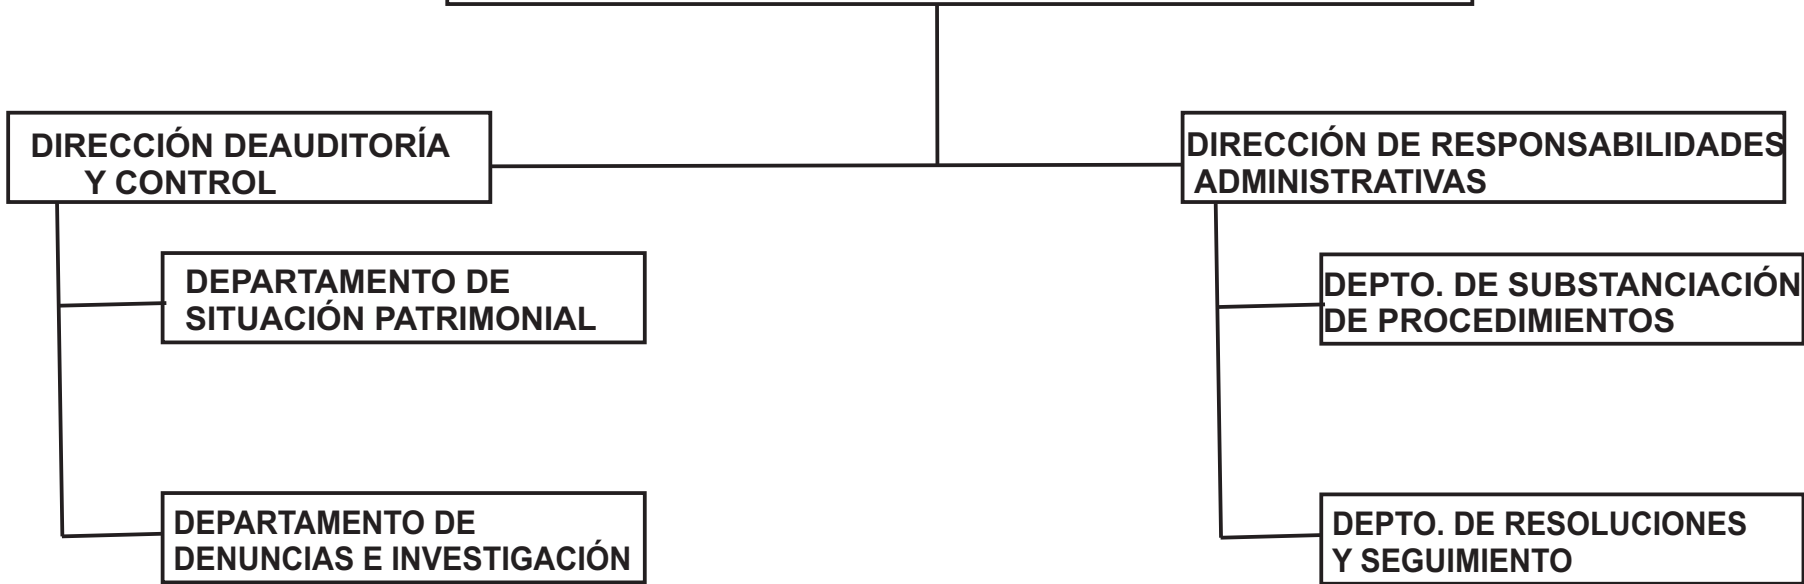 DIRECCIÓN DEAUDITORÍA
Y CONTROL
DIRECCIÓN DE RESPONSABILIDADES
ADMINISTRATIVAS
DEPARTAMENTO DE
SITUACIÓN PATRIMONIAL
DEPTO. DE SUBSTANCIACIÓN
DE PROCEDIMIENTOS
DEPARTAMENTO DE
DENUNCIAS E INVESTIGACIÓN
DEPTO. DE RESOLUCIONES
Y SEGUIMIENTO